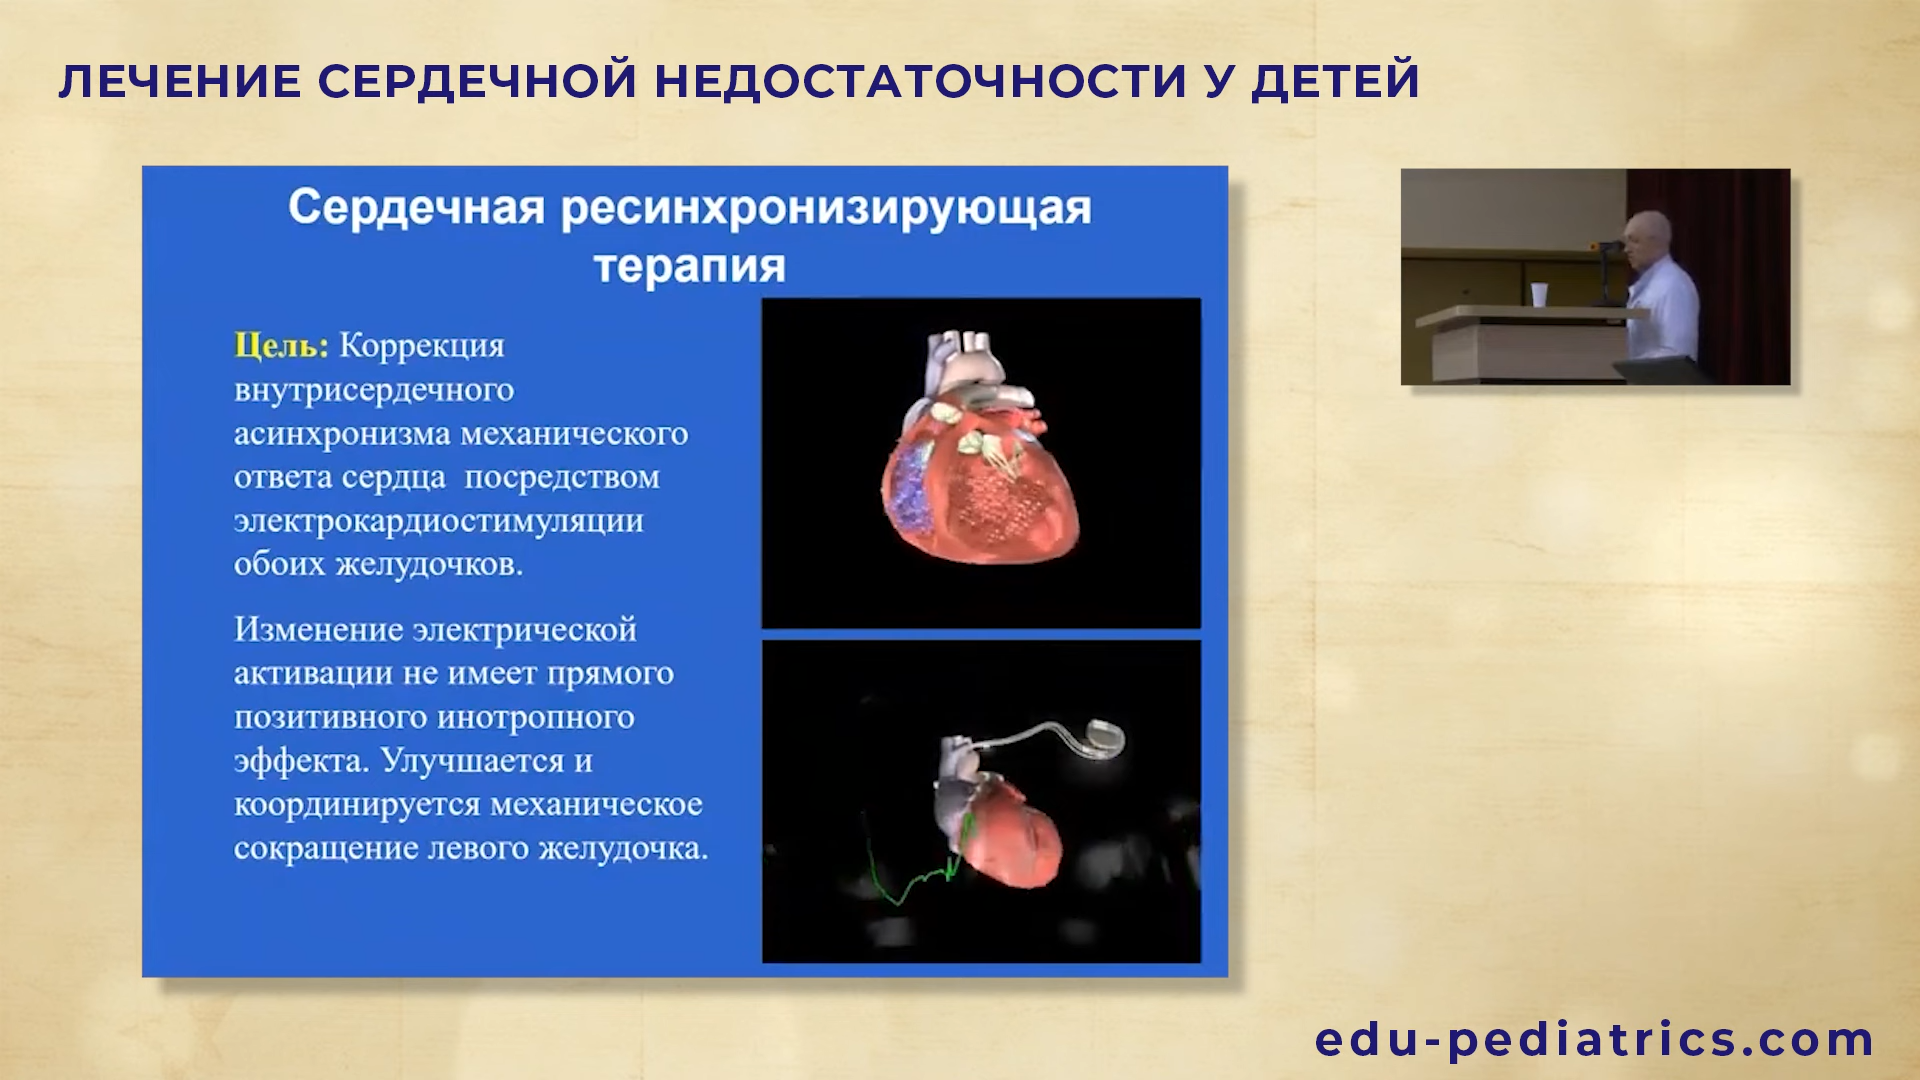 ЛЕЧЕНИЕ СЕРДЕЧНОЙ НЕДОСТАТОЧНОСТИ У ДЕТЕЙ
Сердечная ресинхронизирующая
терапия
Цель: Коррекция
внутрисердечного
асинхронизма механического
ответа сердца посредством
электрокардиостимуляции
обоих желудочков.
Изменение электрической
активации не имеет прямого
позитивного инотропного
эффекта. Улучшается и
координируется механическое
сокращение левого желудочка.
edu-pediatrics.com